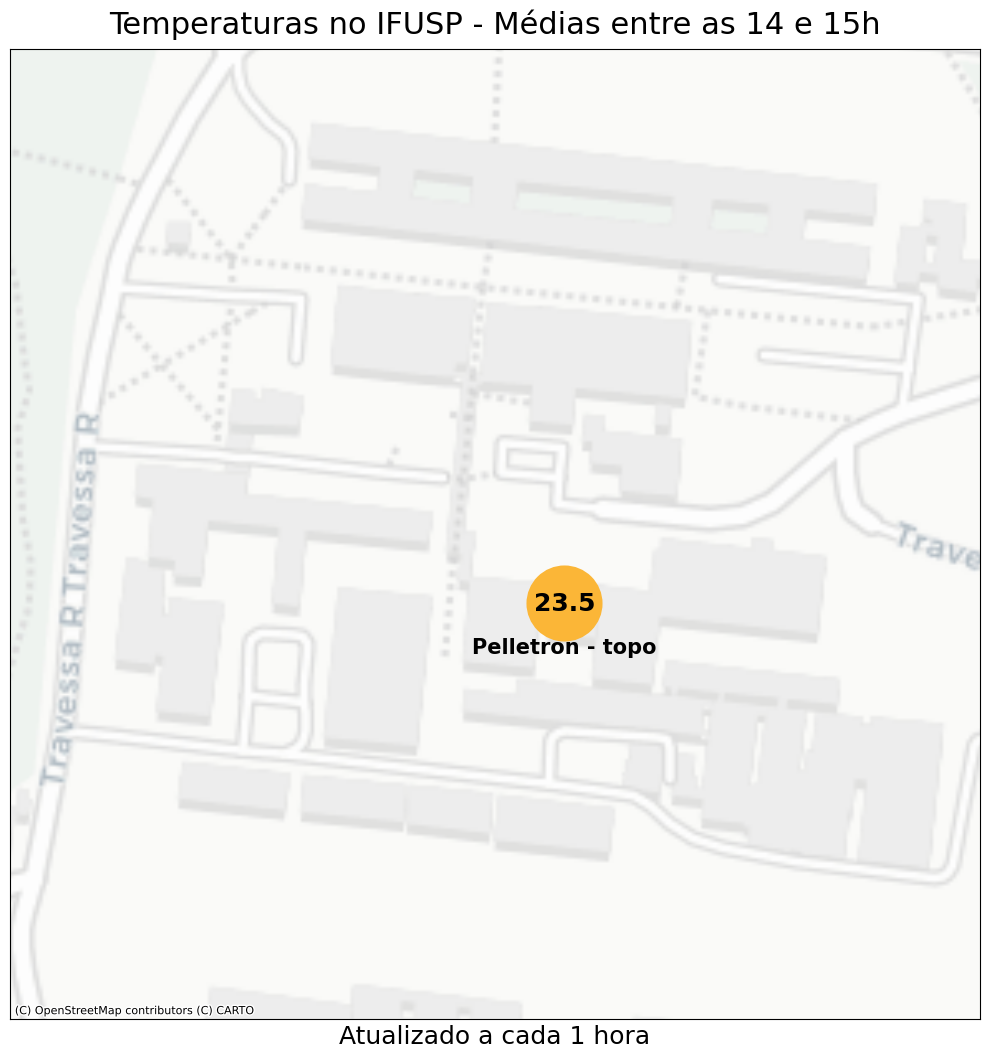 Temperaturas no IFUSP - Médias entre as 14 e 15h
Travessa R Travessa R
Trave
23.5
Pelletron - topo
(C) OpenStreetMap contributors (C) CARTO
Atualizado a cada 1 hora